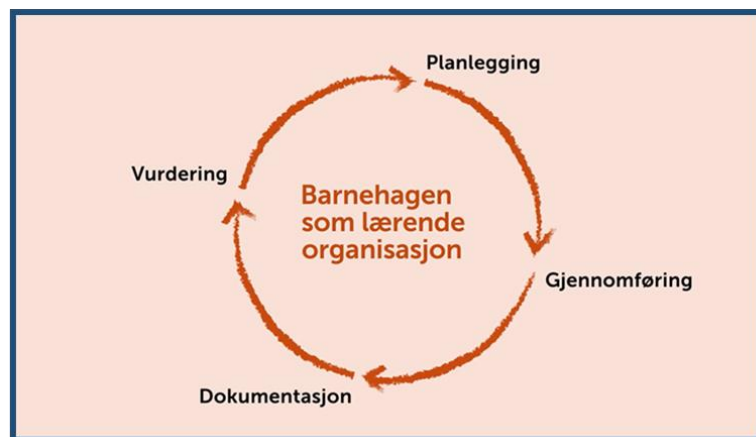 Planlegging
Vurdering
Barnehagen
som lærende
organisasjon
Gjennomføring
Dokumentasjon